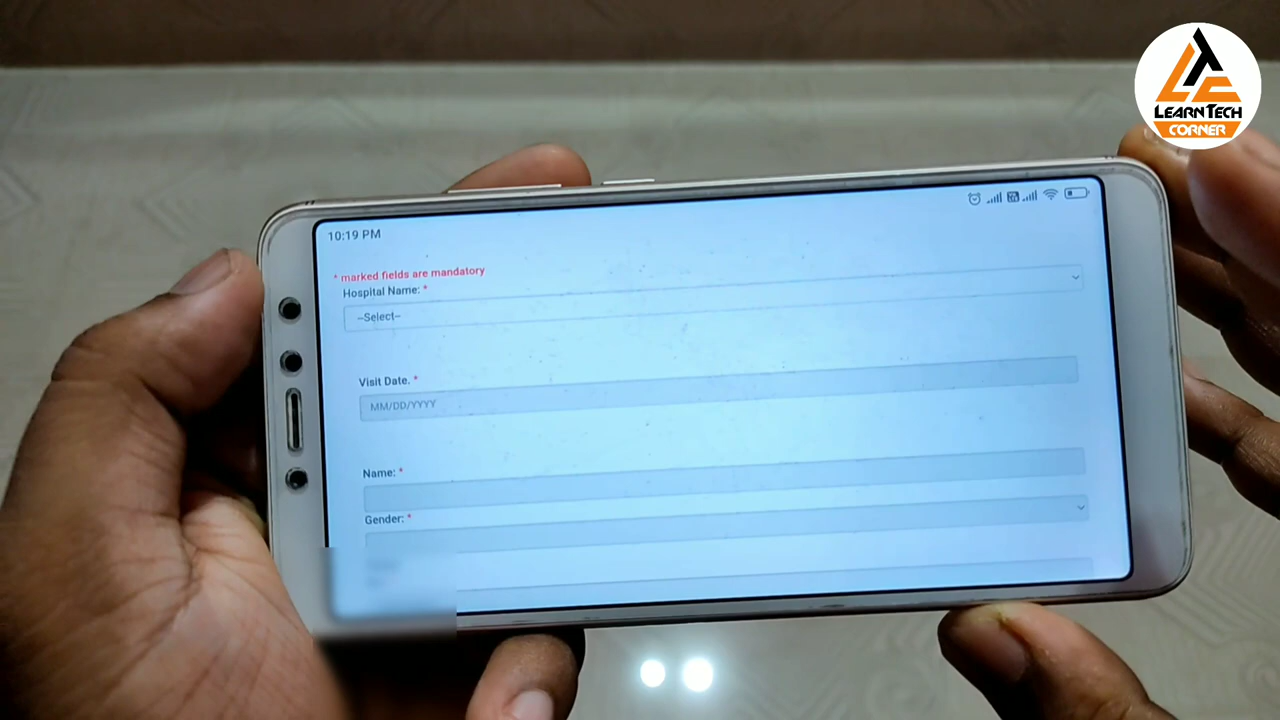 LEARNTECH
CORNER
10:19 PM
* marked fields are mandatory
Hospital Name: *
--Select--
Visit Date. *
MM/DD/YYYY
Name: *
Gender: *